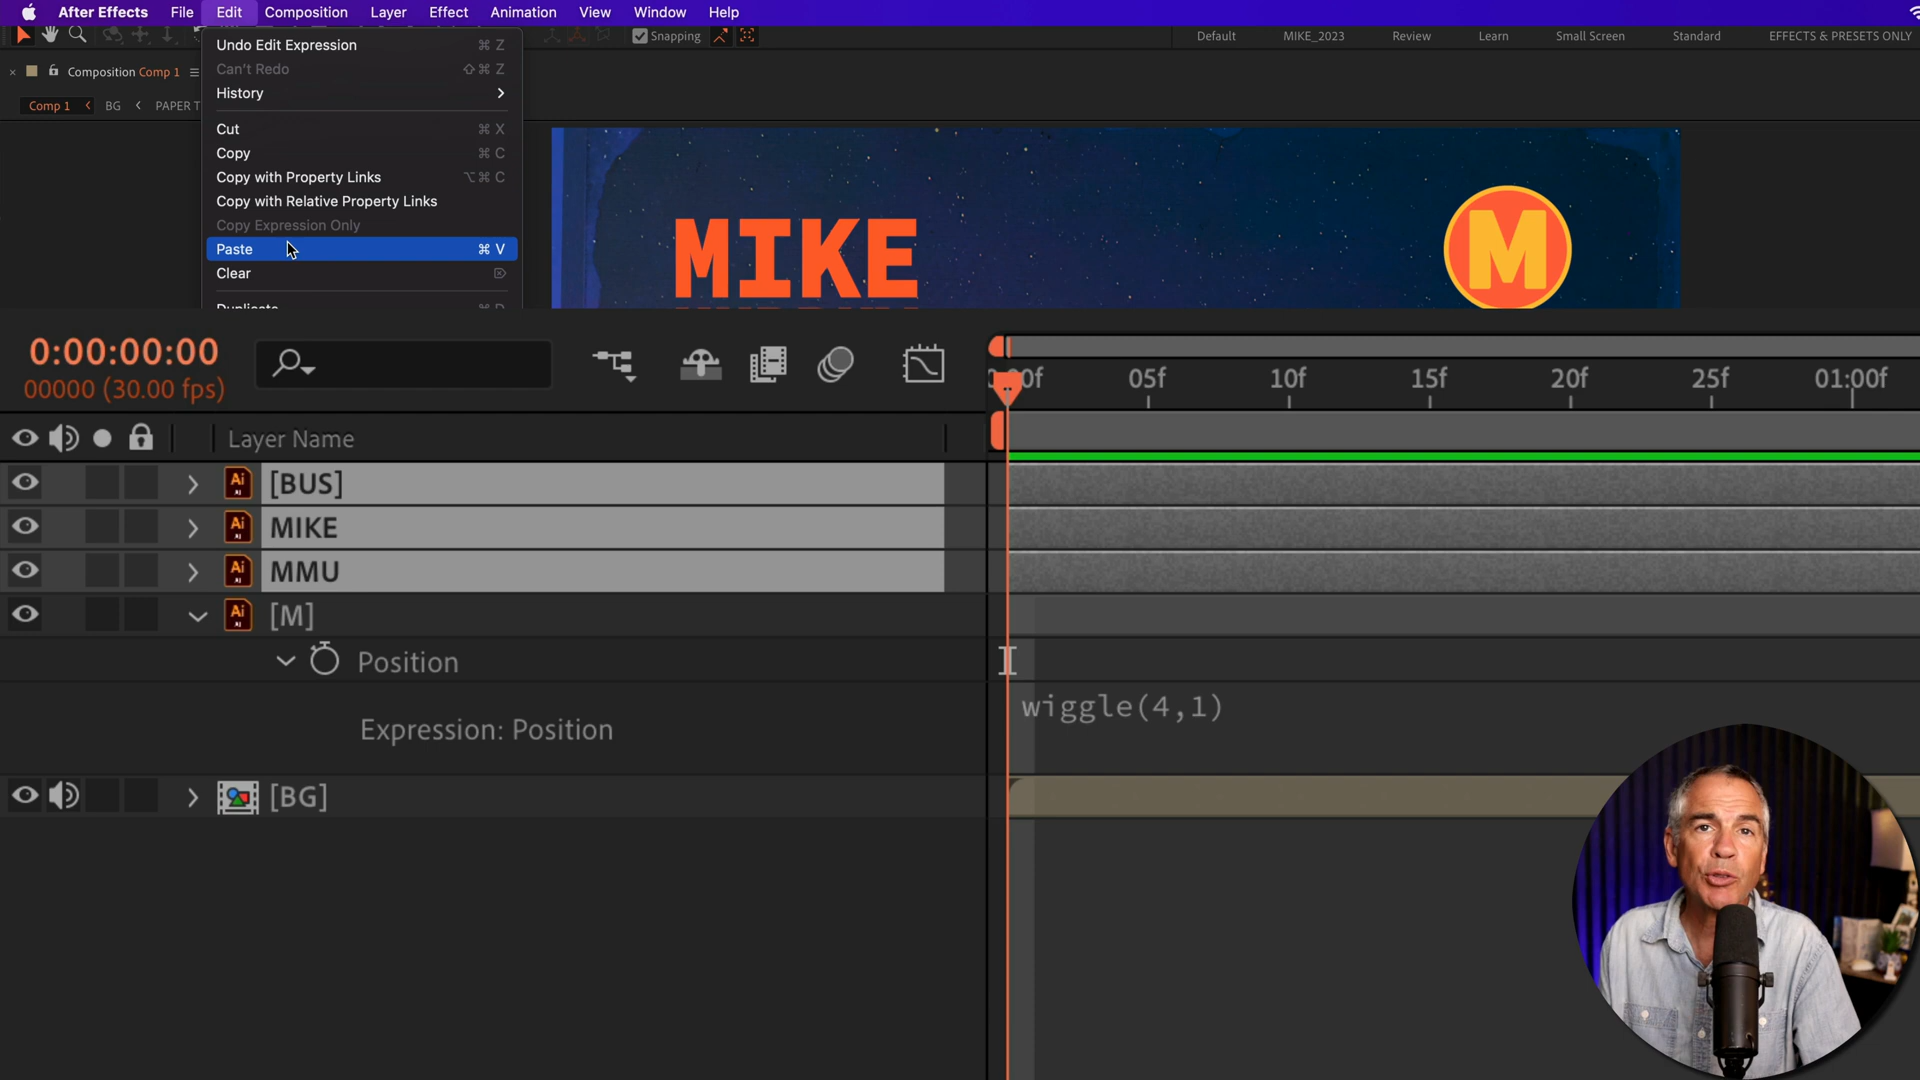 After Effects File Edit Composition Layer Effect Animation View Window Help
Snapping Default MIKE_2023 Review Learn Small Screen Standard EFFECTS & PRESETS ONLY
Undo Edit Expression ⌘ Z
Can't Redo ⇧⌘ Z
History
Composition Comp 1
Comp 1 BG PAPER T
Cut ⌘ X
Copy ⌘ C
Copy with Property Links ⌥⌘ C
Copy with Relative Property Links
Copy Expression Only
Paste ⌘ V
Clear
Duplicate ⌘ D
MIKE
M
0:00:00:00
00000 (30.00 fps)
00f 05f 10f 15f 20f 25f 01:00f
Layer Name
Ai [BUS]
Ai MIKE
Ai MMU
Ai [M]
Position
wiggle(4,1)
Expression: Position
[BG]